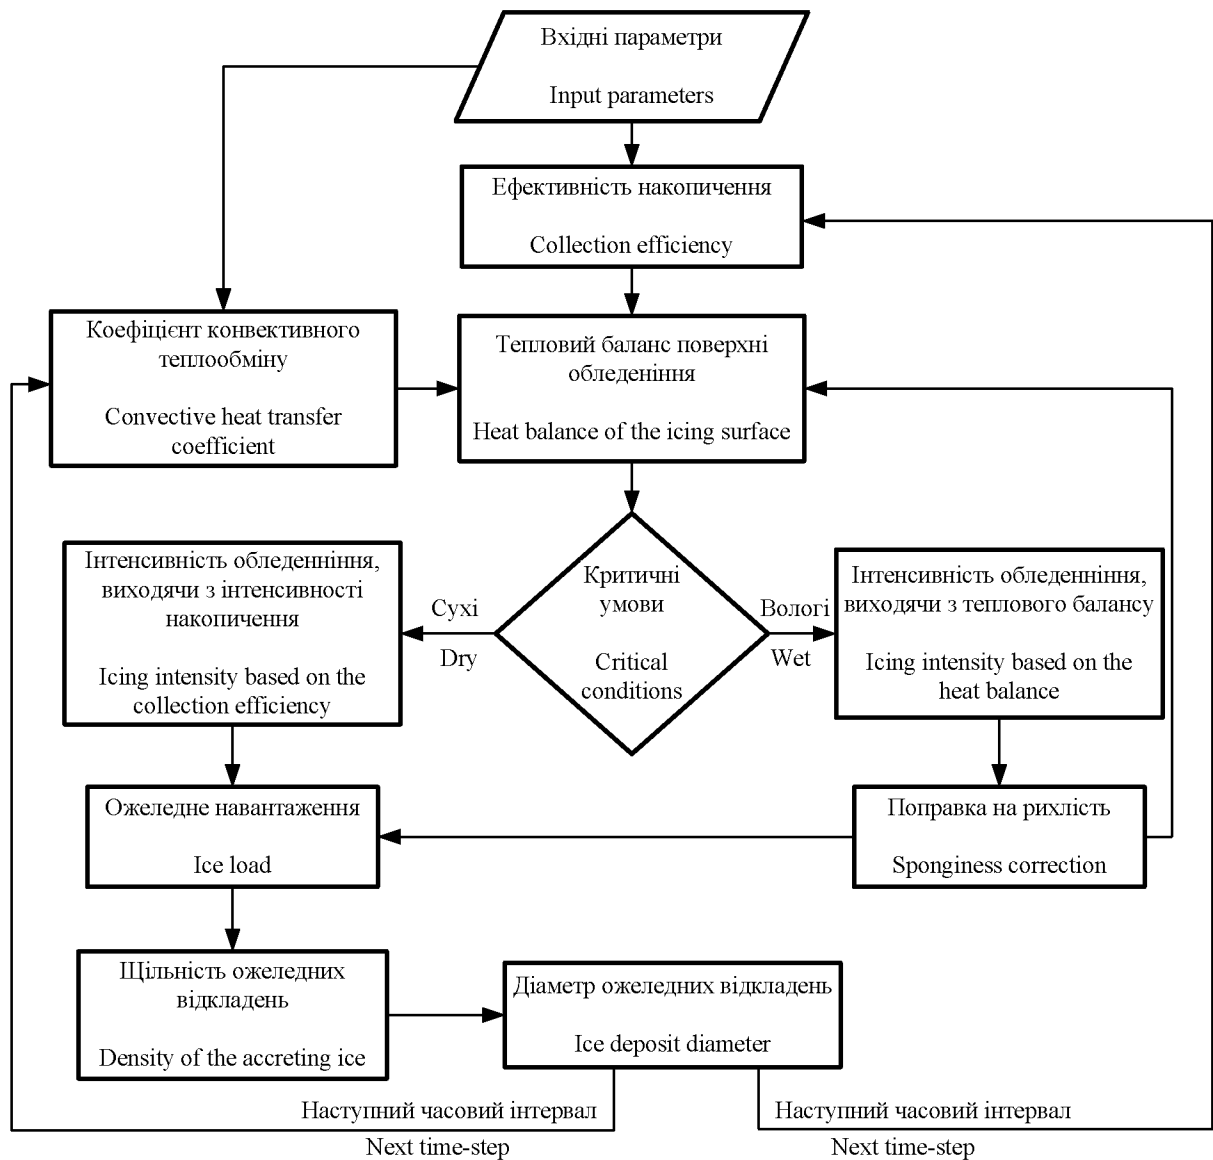 Вхідні параметри
Input parameters
Ефективність накопичення
Collection efficiency
Коефіцієнт конвективного
теплообміну
Convective heat transfer
coefficient
Тепловий баланс поверхні
обледеніння
Heat balance of the icing surface
Інтенсивність обледенніння,
виходячи з інтенсивності
накопичення
Icing intensity based on the
collection efficiency
Сухі
Dry
Критичні
умови
Critical
conditions
Вологі
Wet
Інтенсивність обледенніння,
виходячи з теплового балансу
Icing intensity based on the
heat balance
Ожеледне навантаження
Ice load
Поправка на рихлість
Sponginess correction
Щільність ожеледних
відкладень
Density of the accreting ice
Діаметр ожеледних відкладень
Ice deposit diameter
Наступний часовий інтервал
Next time-step
Наступний часовий інтервал
Next time-step